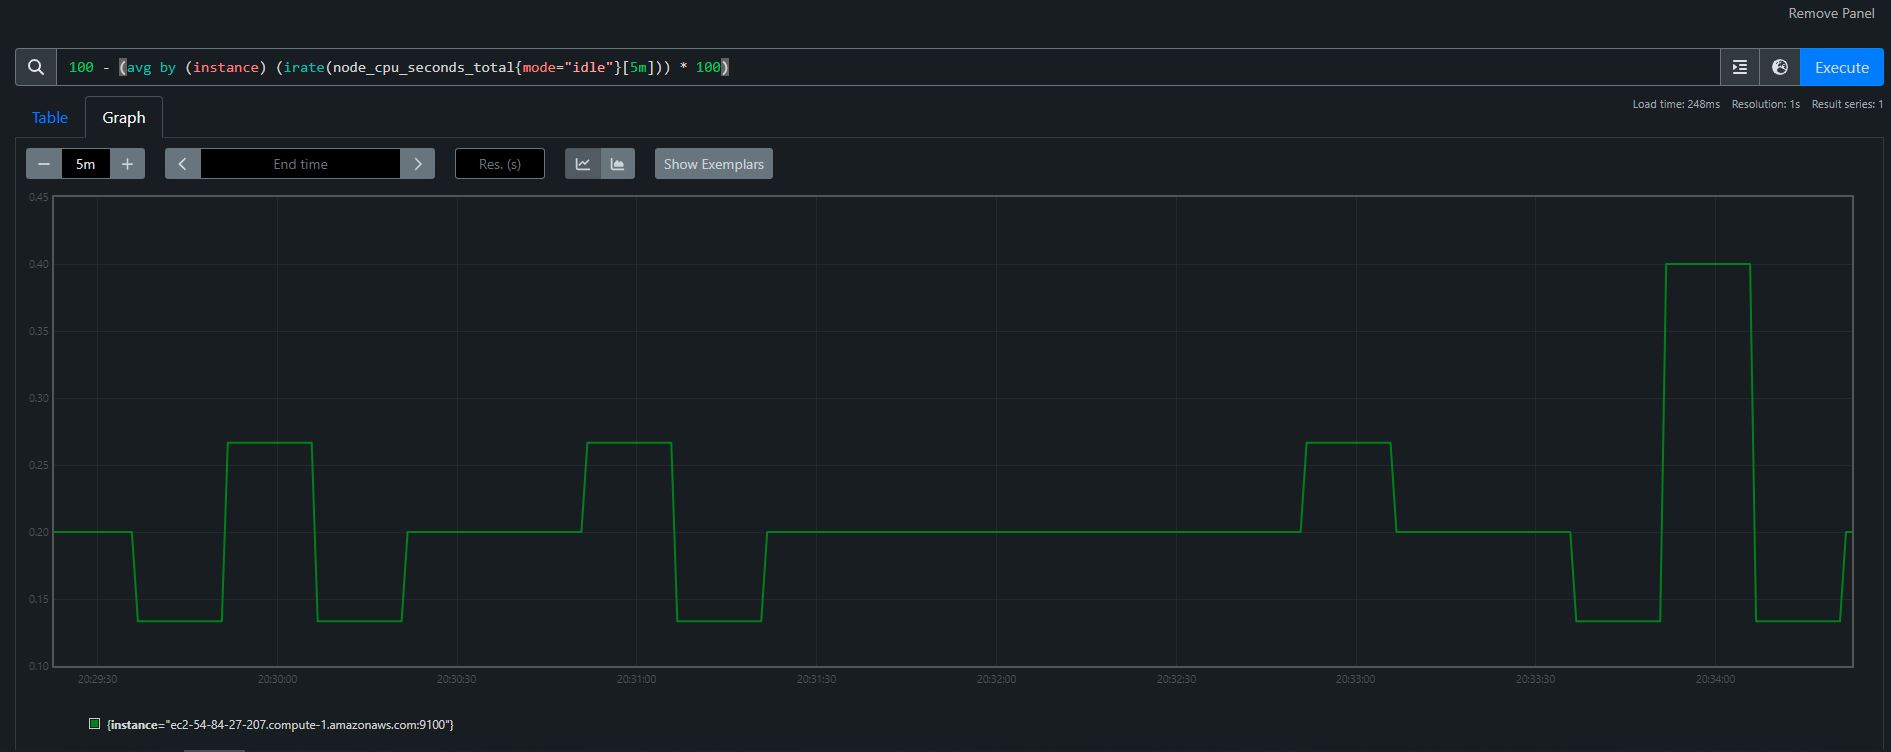 Remove Panel
100 - (avg by (instance) (irate(node_cpu_seconds_total{mode="idle"}[5m])) * 100)
Execute
Table
Graph
Load time: 248ms Resolution: 1s Result series: 1
5m
End time
Res. (s)
Show Exemplars
0.45
0.40
0.35
0.30
0.25
0.20
0.15
0.10
20:29:30 20:30:00 20:30:30 20:31:00 20:31:30 20:32:00 20:32:30 20:33:00 20:33:30 20:34:00
{instance="ec2-54-84-27-207.compute-1.amazonaws.com:9100"}